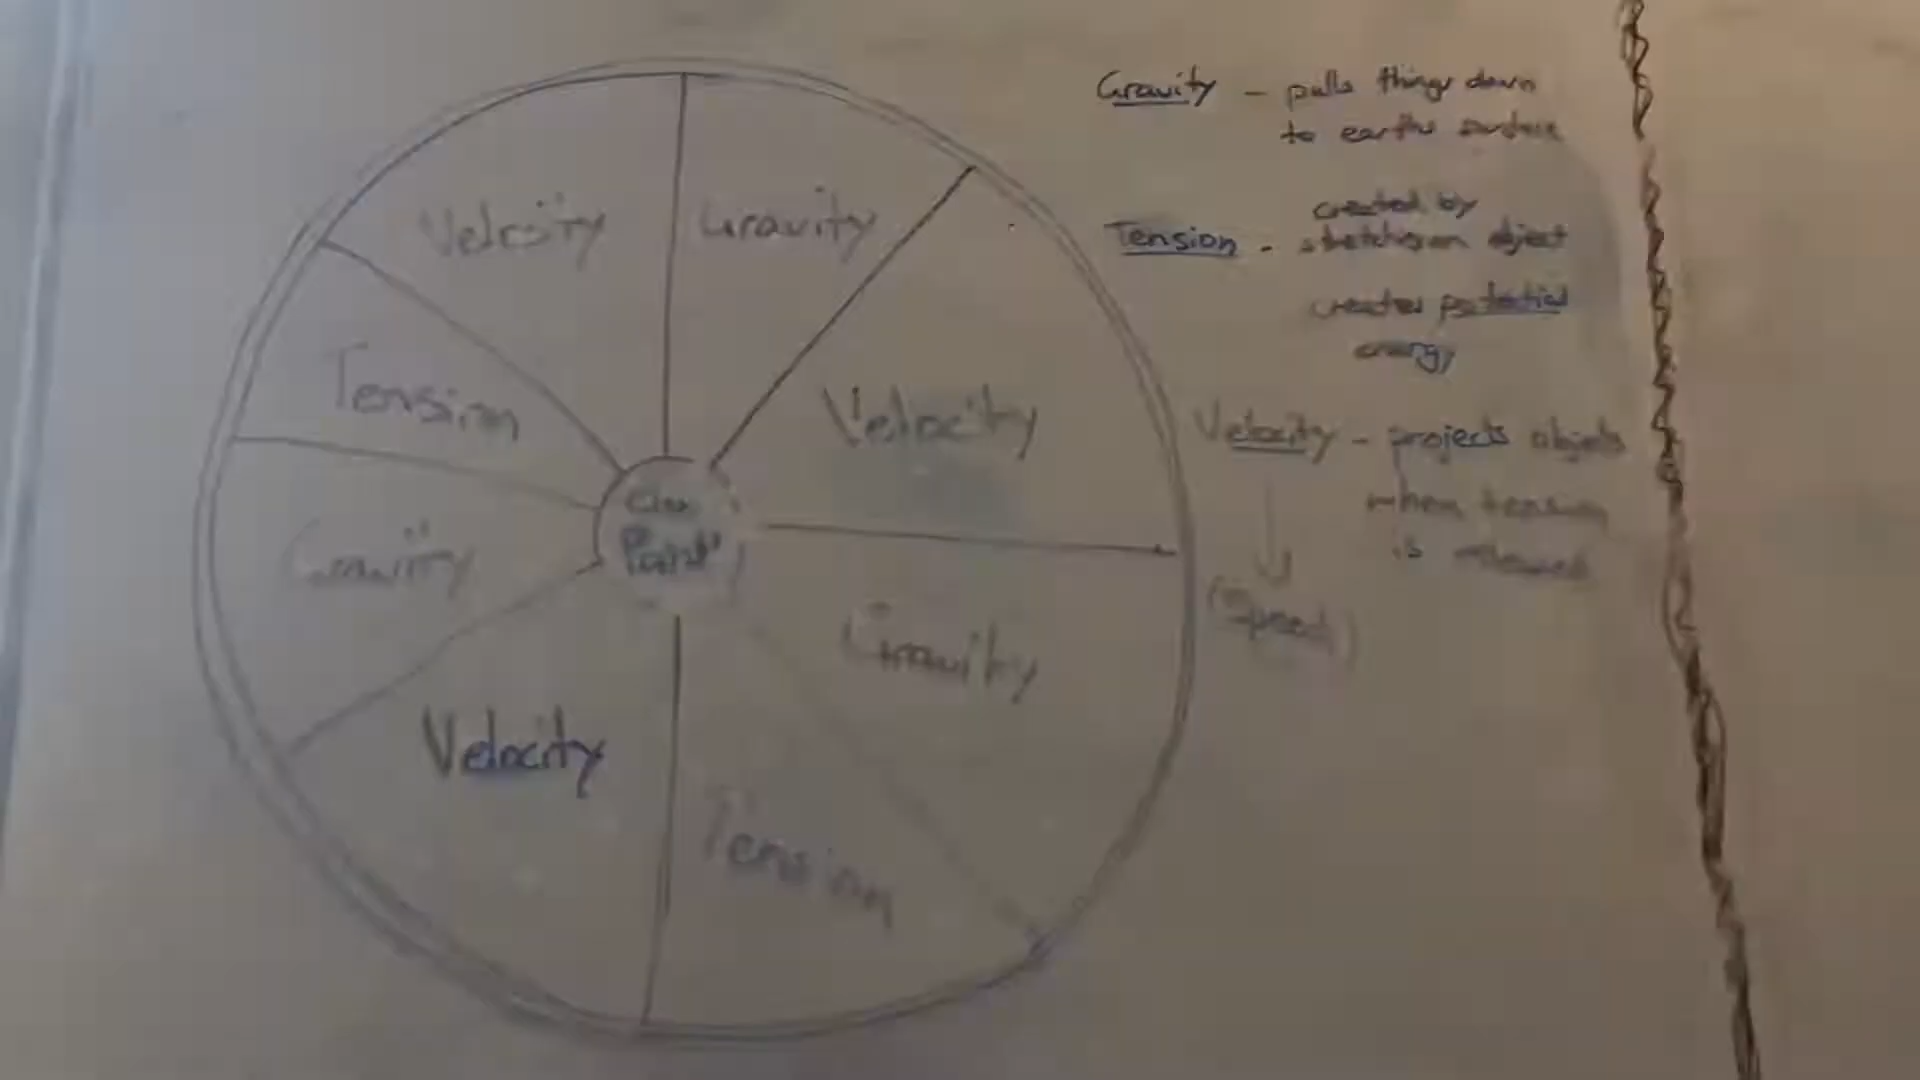 Gravity - pulls things down
to earths surface
Tension - created by
stretching an object
creates potential
energy
Velocity - projects objects
when tension
is released
(Speed)
Velocity
Gravity
Tension
Velocity
Gravity
Point
Gravity
Velocity
Tension